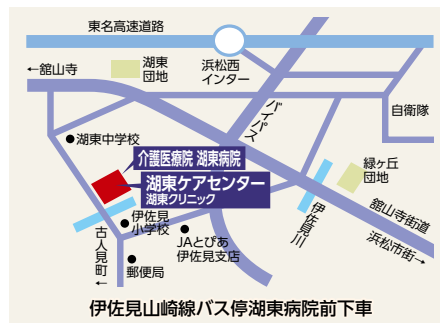 東名高速道路
←舘山寺
湖東
団地
浜松西
インター
バイパス
自衛隊
湖東中学校
介護医療院 湖東病院
湖東ケアセンター
湖東クリニック
緑ヶ丘
団地
伊佐見
小学校
古人見町←
JAとぴあ
伊佐見支店
郵便局
伊佐見川
舘山寺街道
浜松市街→
伊佐見山崎線バス停湖東病院前下車